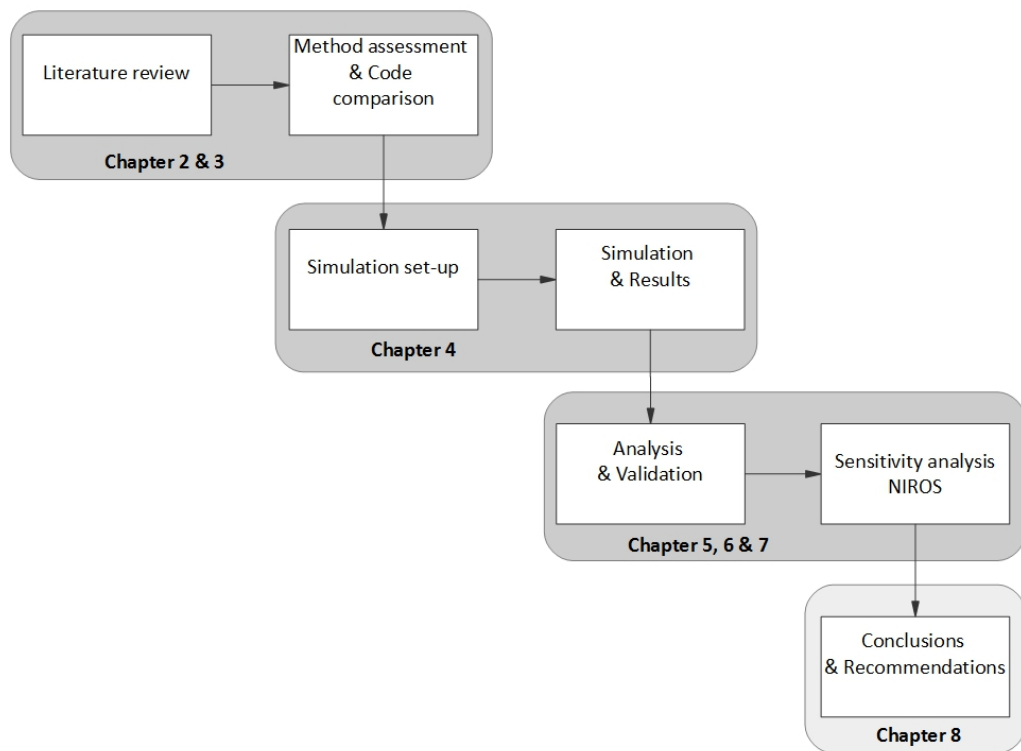 Literature review
Method assessment
& Code
comparison
Chapter 2 & 3
Simulation set-up
Simulation
& Results
Chapter 4
Analysis
& Validation
Sensitivity analysis
NIROS
Chapter 5, 6 & 7
Conclusions
& Recommendations
Chapter 8